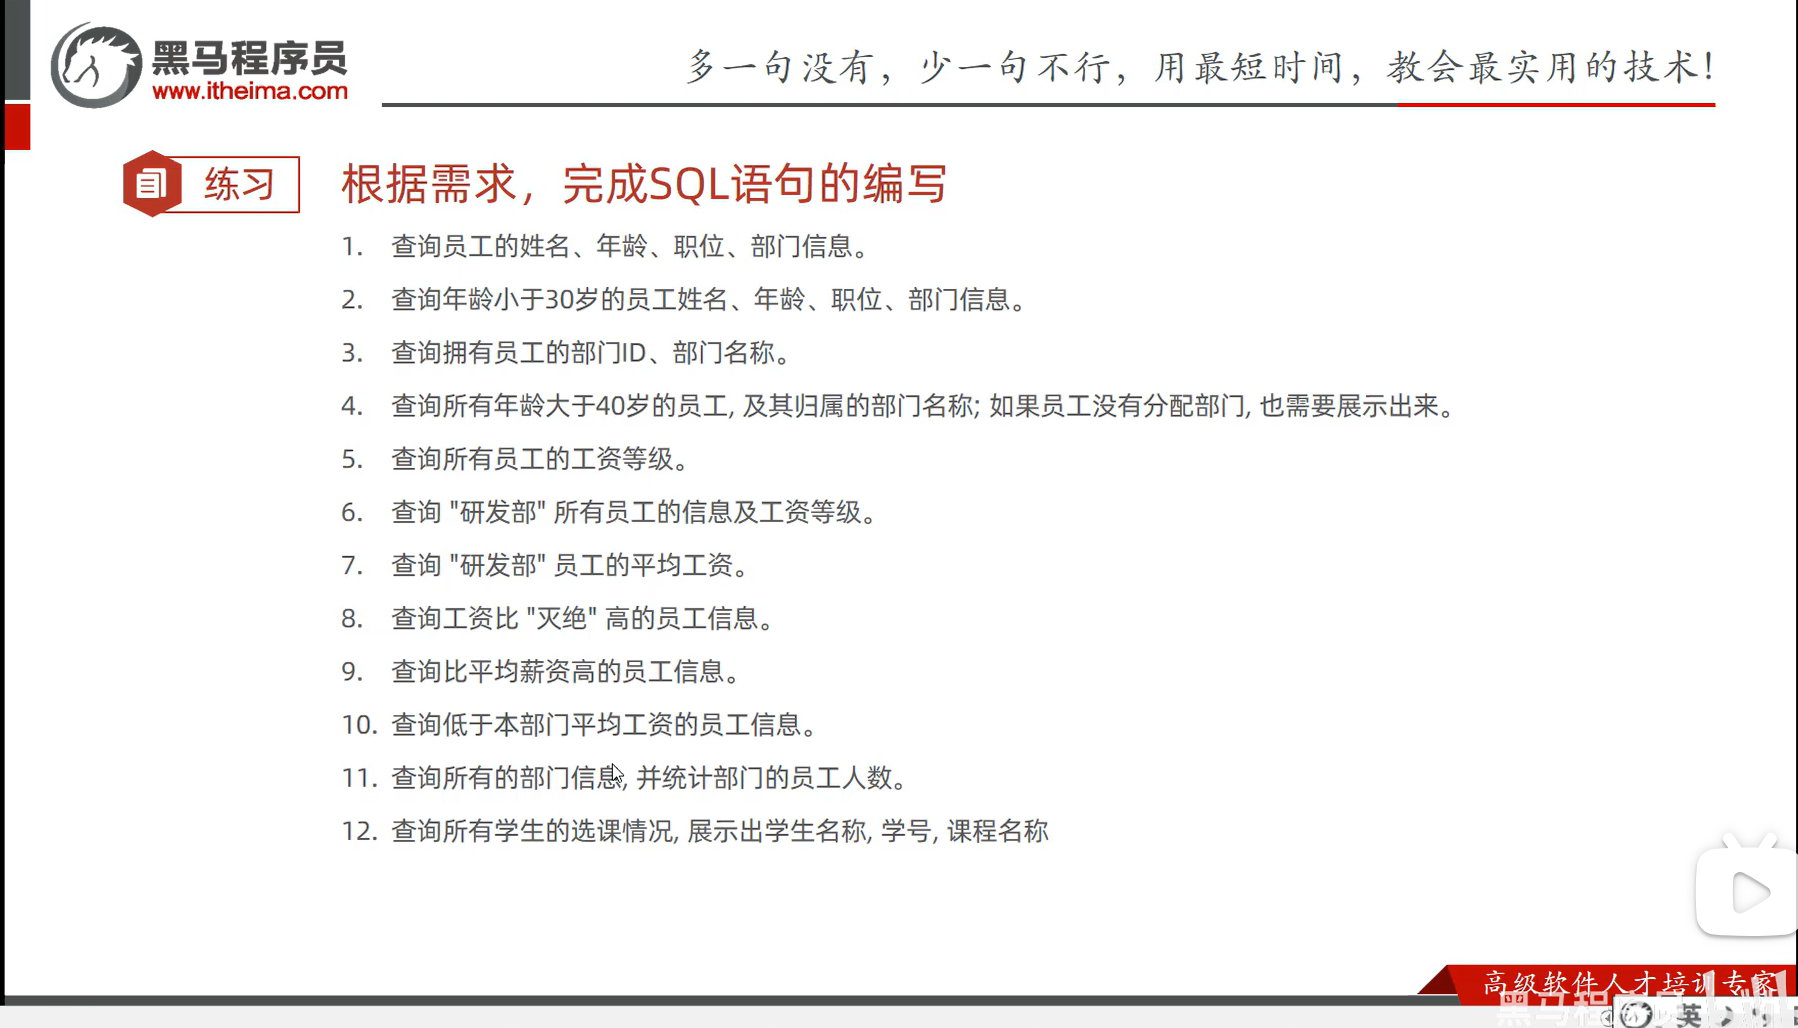 黑马程序员
www.itheima.com
多一句没有，少一句不行，用最短时间，教会最实用的技术！
练习
根据需求，完成SQL语句的编写
1. 查询员工的姓名、年龄、职位、部门信息。
2. 查询年龄小于30岁的员工姓名、年龄、职位、部门信息。
3. 查询拥有员工的部门ID、部门名称。
4. 查询所有年龄大于40岁的员工, 及其归属的部门名称; 如果员工没有分配部门, 也需要展示出来。
5. 查询所有员工的工资等级。
6. 查询 "研发部" 所有员工的信息及工资等级。
7. 查询 "研发部" 员工的平均工资。
8. 查询工资比 "灭绝" 高的员工信息。
9. 查询比平均薪资高的员工信息。
10. 查询低于本部门平均工资的员工信息。
11. 查询所有的部门信息, 并统计部门的员工人数。
12. 查询所有学生的选课情况, 展示出学生名称, 学号, 课程名称
高级软件人才培训专家
黑马程序员
英